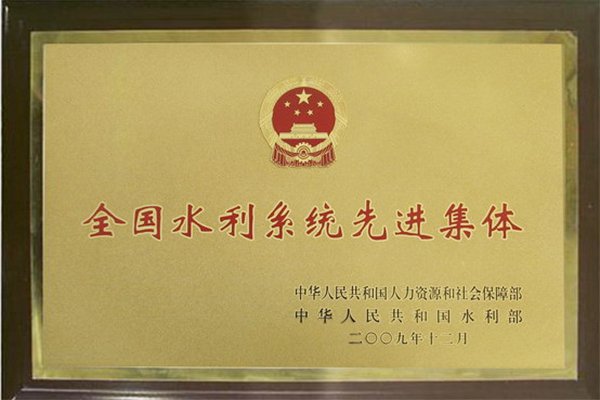 全国水利系统先进集体
中华人民共和国人力资源和社会保障部
中华人民共和国水利部
二〇〇九年十二月